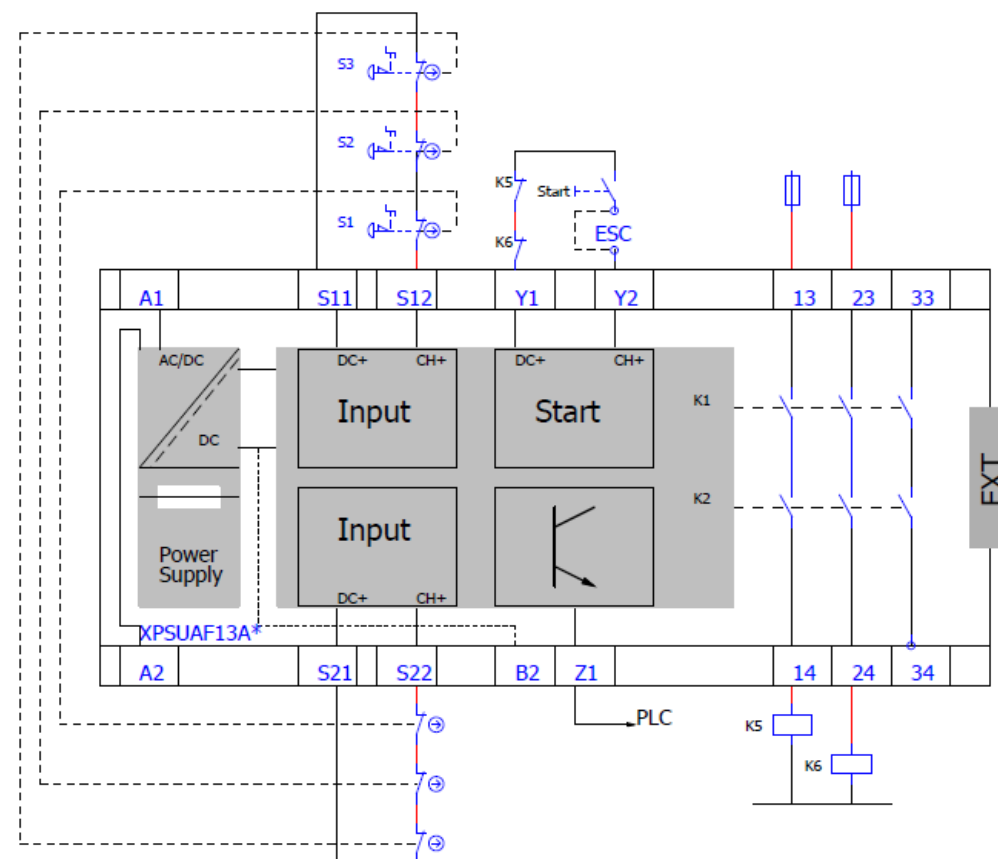 S3
S2
K5
Start
S1
K6
ESC
A1
S11
S12
Y1
Y2
13
23
33
AC/DC
DC+
CH+
DC+
CH+
K1
Input
Start
DC
EXT
K2
Input
Power
Supply
DC+
CH+
XPSUAF13A*
A2
S21
S22
B2
Z1
14
24
34
PLC
K5
K6